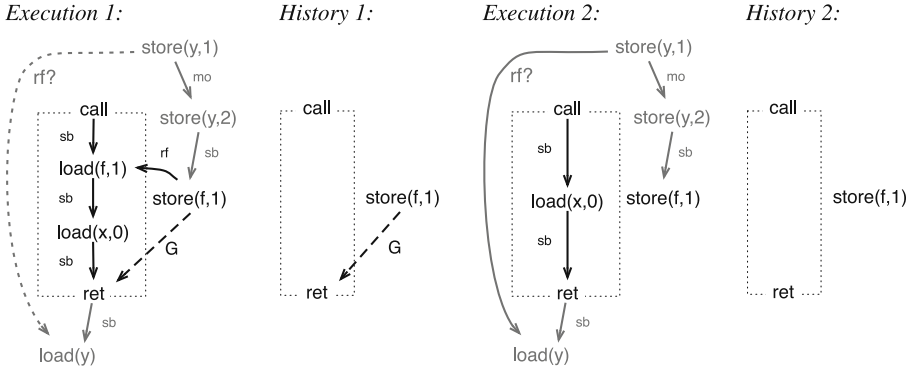 Execution 1:
store(y,1)
rf?
mo
call
store(y,2)
sb
rf
sb
load(f,1)
store(f,1)
sb
load(x,0)
G
sb
ret
sb
load(y)
History 1:
call
store(f,1)
G
ret
Execution 2:
store(y,1)
rf?
mo
call
store(y,2)
sb
sb
load(x,0)
store(f,1)
sb
ret
sb
load(y)
History 2:
call
store(f,1)
ret